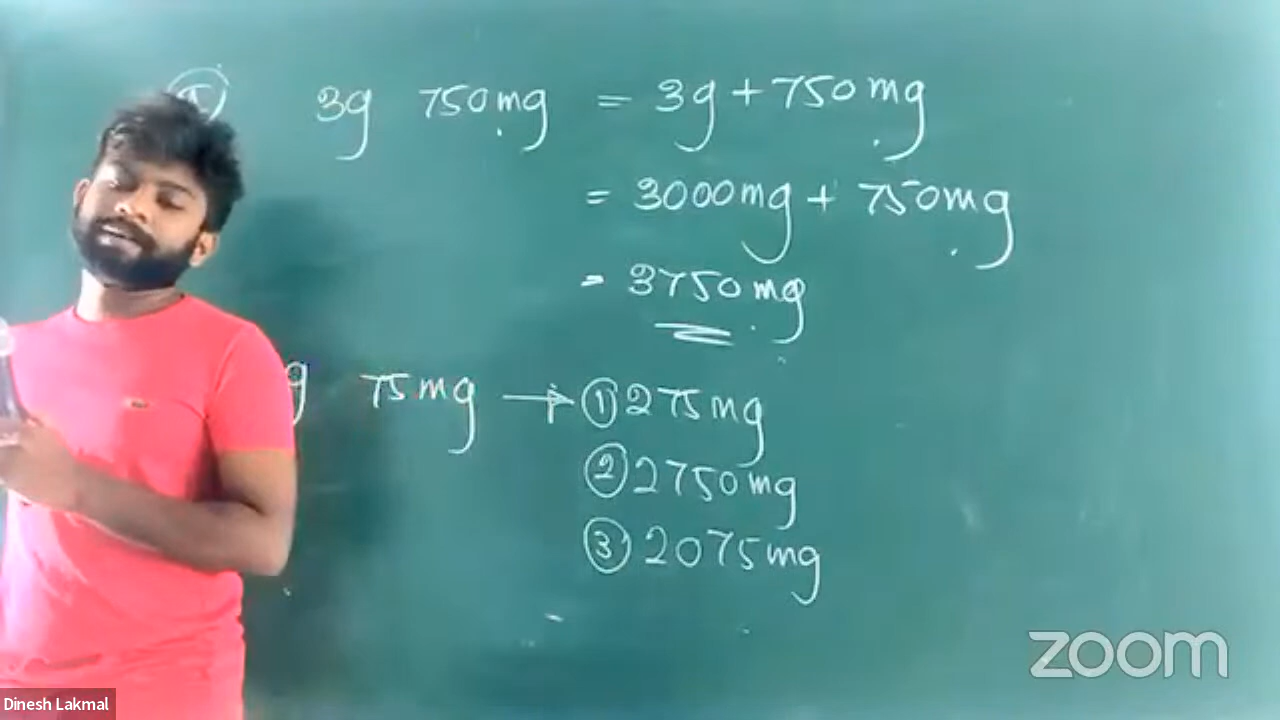 3g 750mg = 3g + 750mg
= 3000mg + 750mg
= 3750mg
g 75mg → ① 275mg
② 2750mg
③ 2075mg
zoom
Dinesh Lakmal